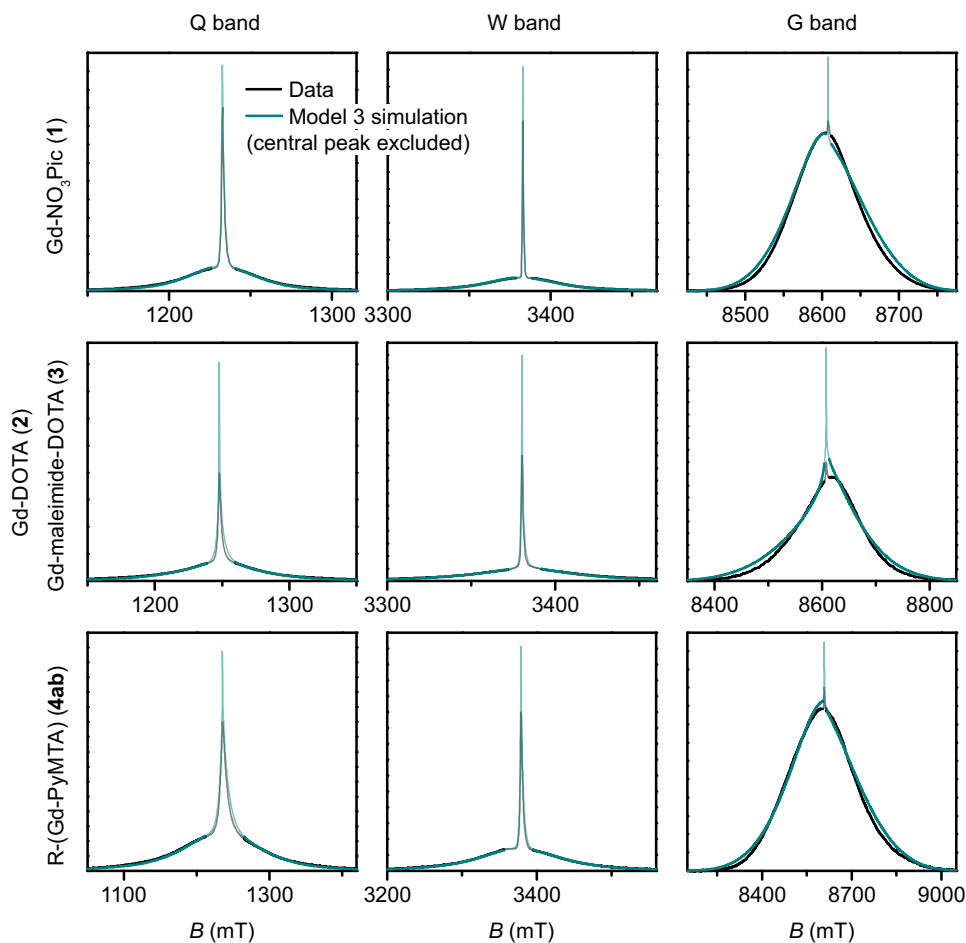 Q band
W band
G band
Data
Model 3 simulation
(central peak excluded)
Gd-NO₃Pic (1)
1200
1300
3300
3400
8500
8600
8700
Gd-DOTA (2)
Gd-maleimide-DOTA (3)
1200
1300
3300
3400
8400
8600
8800
R-(Gd-PyMTA) (4ab)
1100
1300
3200
3400
8400
8700
9000
B (mT)
B (mT)
B (mT)